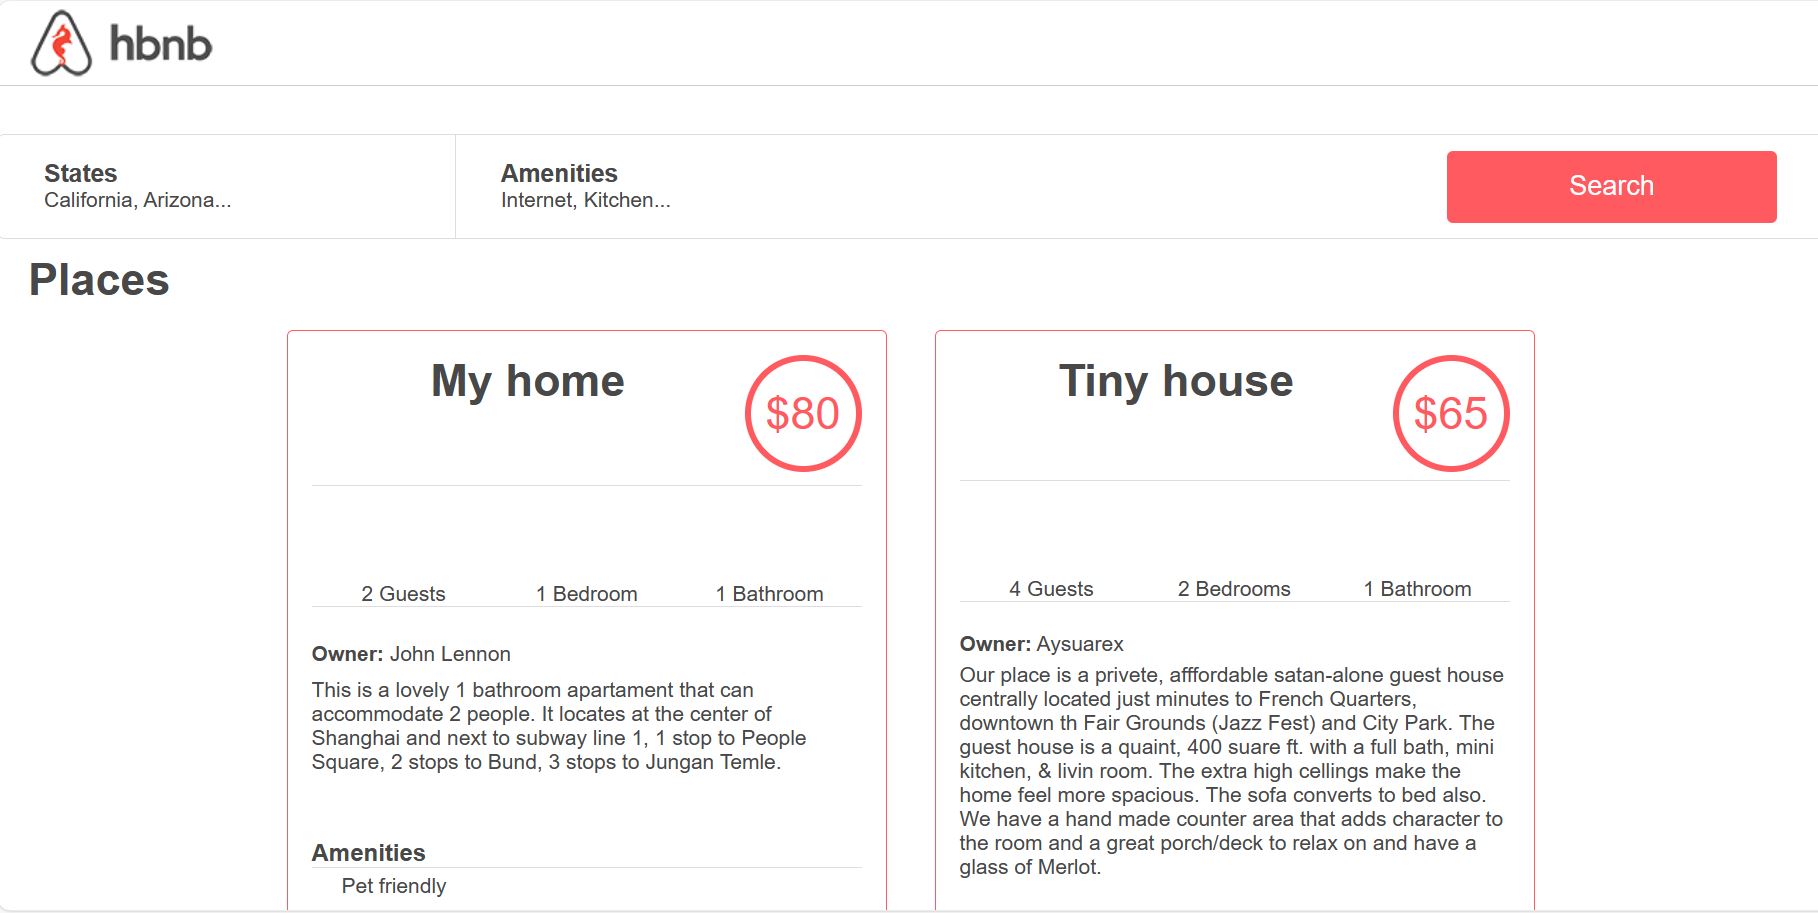 hbnb
States
California, Arizona...
Amenities
Internet, Kitchen...
Search
Places
My home
$80
2 Guests
1 Bedroom
1 Bathroom
Owner: John Lennon
This is a lovely 1 bathroom apartament that can
accommodate 2 people. It locates at the center of
Shanghai and next to subway line 1, 1 stop to People
Square, 2 stops to Bund, 3 stops to Jungan Temle.
Amenities
Pet friendly
Tiny house
$65
4 Guests
2 Bedrooms
1 Bathroom
Owner: Aysuarex
Our place is a privete, afffordable satan-alone guest house
centrally located just minutes to French Quarters,
downtown th Fair Grounds (Jazz Fest) and City Park. The
guest house is a quaint, 400 suare ft. with a full bath, mini
kitchen, & livin room. The extra high cellings make the
home feel more spacious. The sofa converts to bed also.
We have a hand made counter area that adds character to
the room and a great porch/deck to relax on and have a
glass of Merlot.